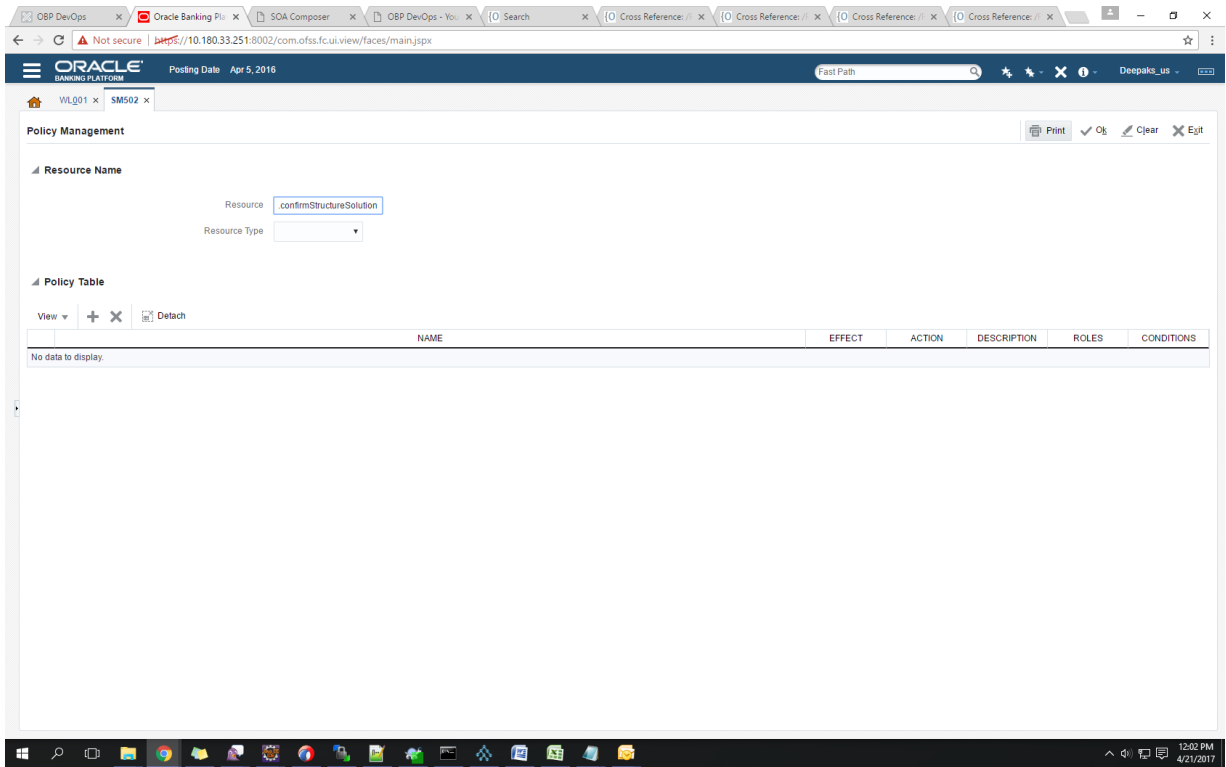 OBP DevOps
Oracle Banking Pla
SOA Composer
OBP DevOps - You
{O Search
{O Cross Reference: /
{O Cross Reference: /
{O Cross Reference: /
{O Cross Reference: /
Not secure | https://10.180.33.251:8002/com.ofss.fc.ui.view/faces/main.jspx
ORACLE
BANKING PLATFORM
Posting Date Apr 5, 2016
Fast Path
Deepaks_us
WL001 SM502
Policy Management
Print Ok Clear Exit
Resource Name
Resource .confirmStructureSolution
Resource Type
Policy Table
View Detach
NAME EFFECT ACTION DESCRIPTION ROLES CONDITIONS
No data to display.
12:02 PM
4/21/2017